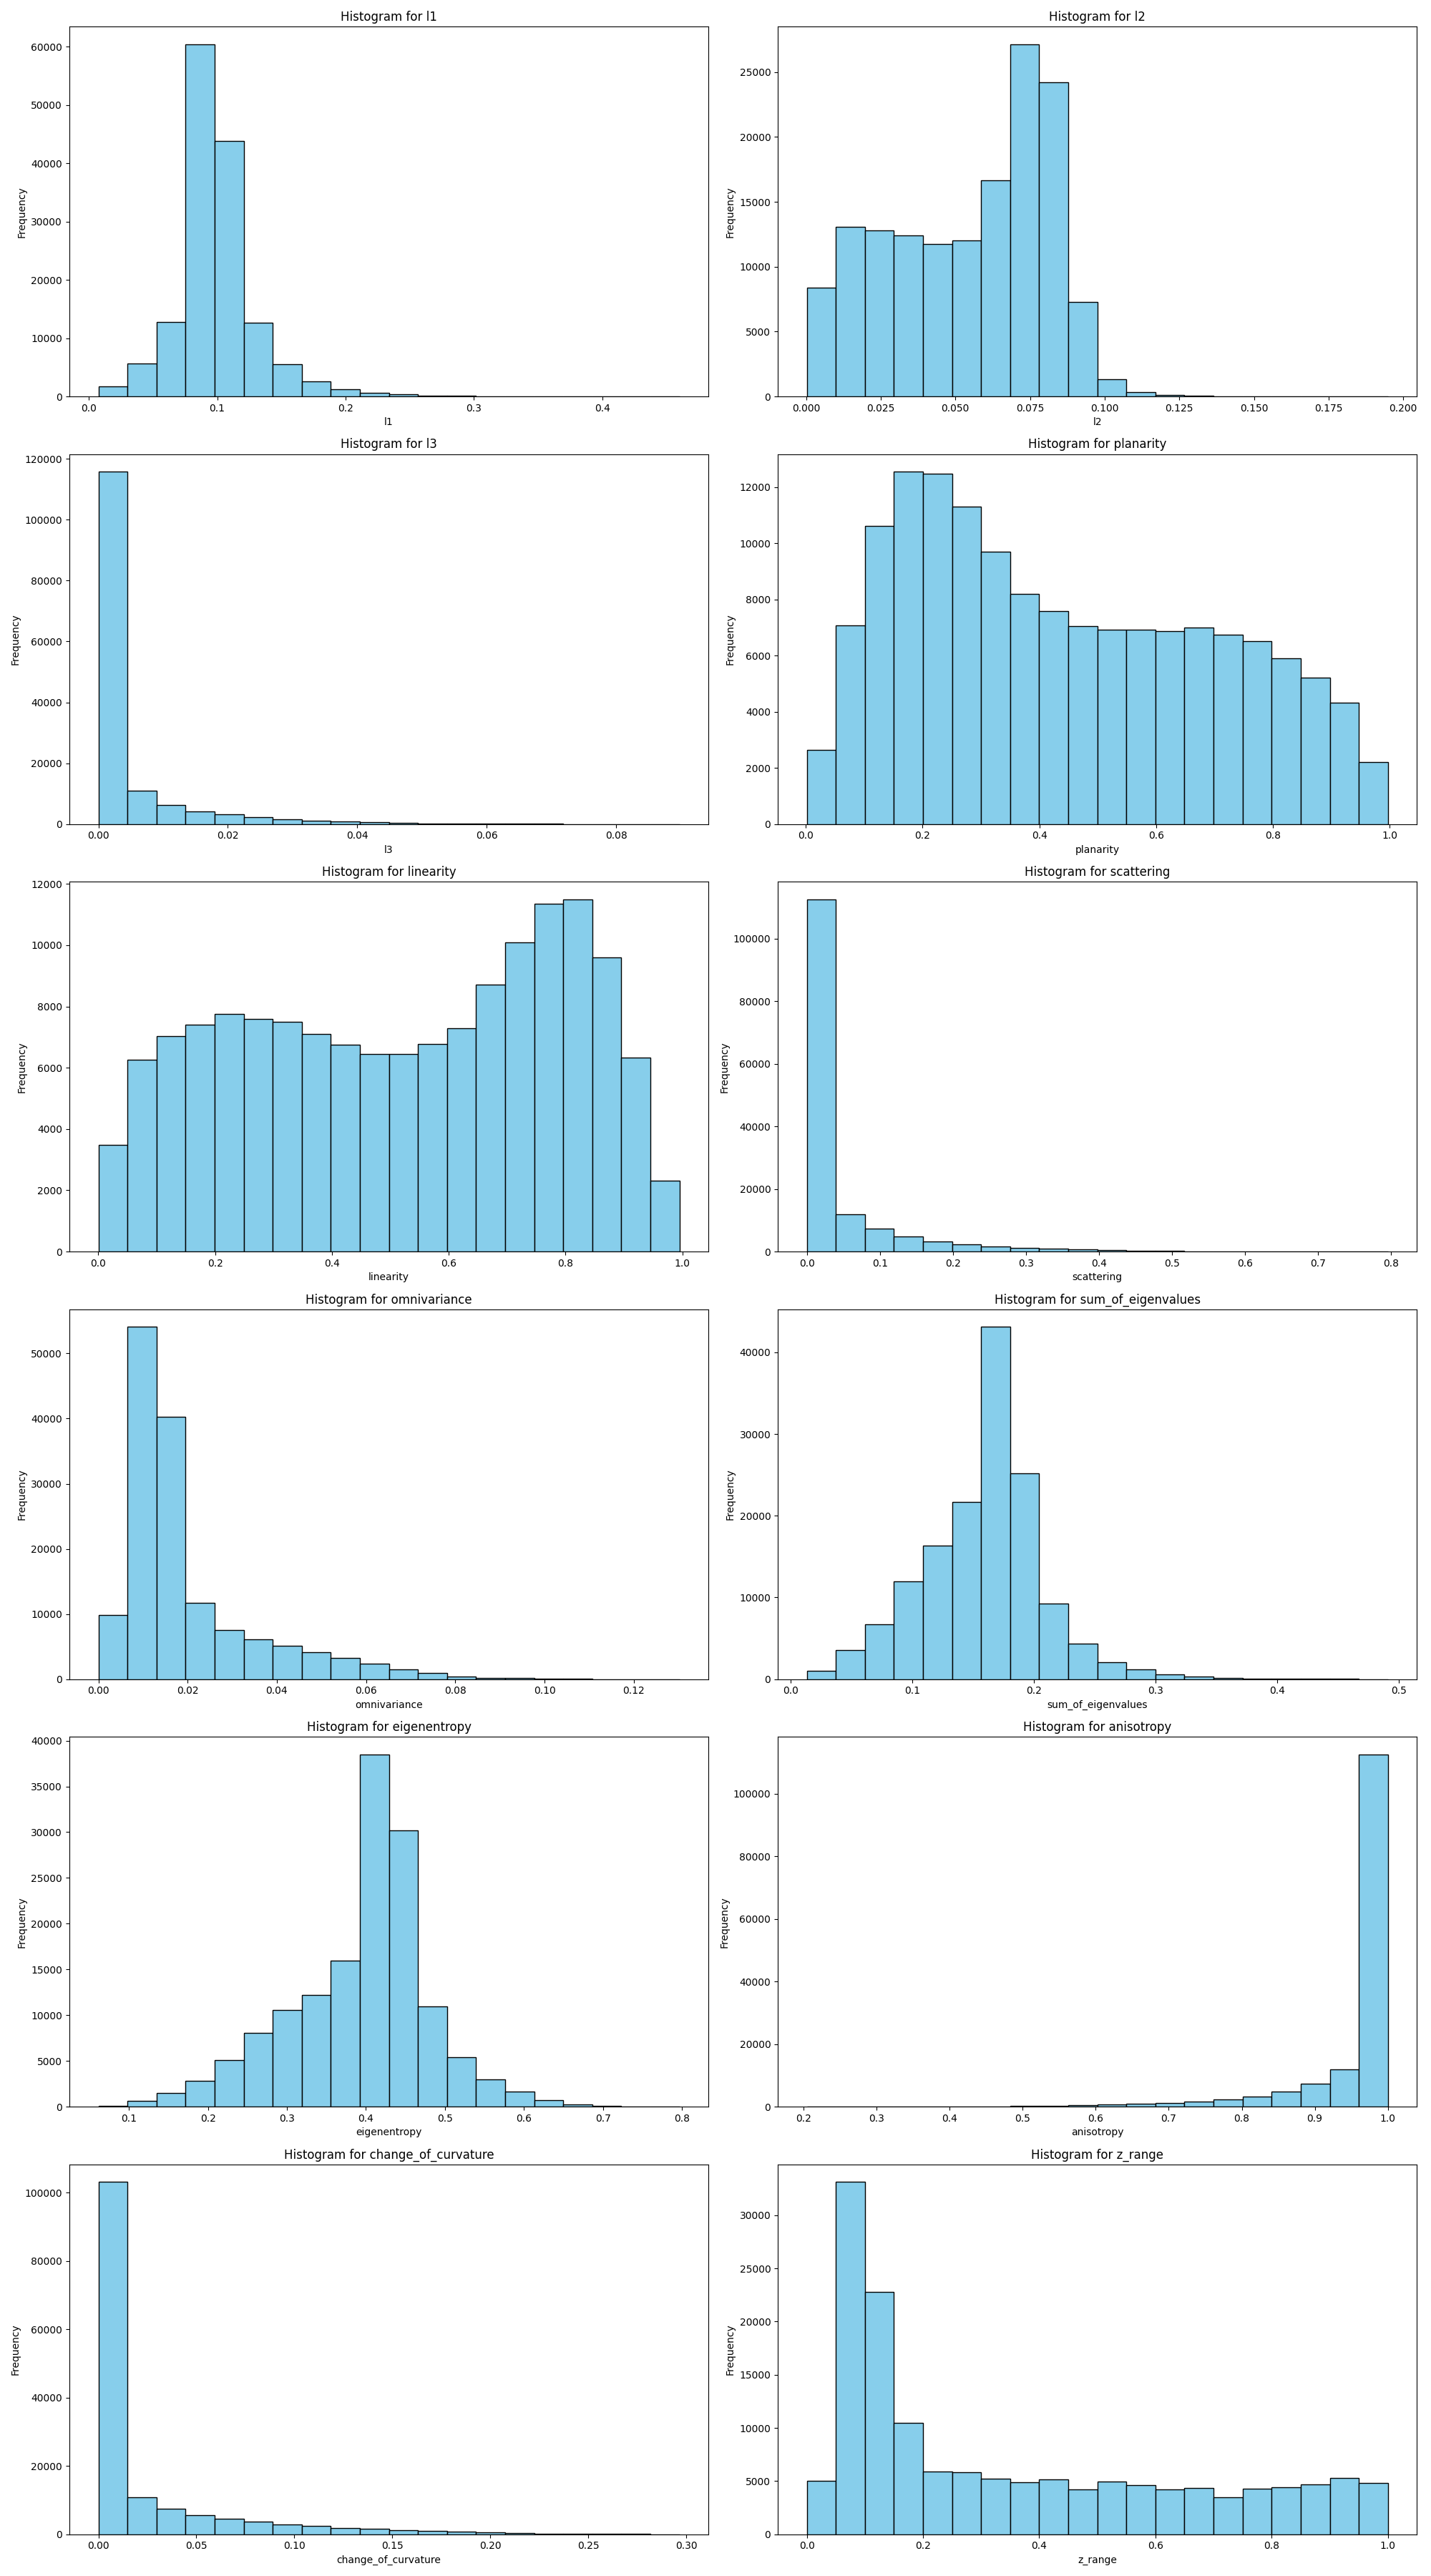 Histogram for l1
60000
50000
40000
30000
20000
10000
0
Frequency
0.0 0.1 0.2 0.3 0.4
l1
Histogram for l2
25000
20000
15000
10000
5000
0
Frequency
0.000 0.025 0.050 0.075 0.100 0.125 0.150 0.175 0.200
l2
Histogram for l3
120000
100000
80000
60000
40000
20000
0
Frequency
0.00 0.02 0.04 0.06 0.08
l3
Histogram for planarity
12000
10000
8000
6000
4000
2000
0
Frequency
0.0 0.2 0.4 0.6 0.8 1.0
planarity
Histogram for linearity
12000
10000
8000
6000
4000
2000
0
Frequency
0.0 0.2 0.4 0.6 0.8 1.0
linearity
Histogram for scattering
100000
80000
60000
40000
20000
0
Frequency
0.0 0.1 0.2 0.3 0.4 0.5 0.6 0.7 0.8
scattering
Histogram for omnivariance
50000
40000
30000
20000
10000
0
Frequency
0.00 0.02 0.04 0.06 0.08 0.10 0.12
omnivariance
Histogram for sum_of_eigenvalues
40000
30000
20000
10000
0
Frequency
0.0 0.1 0.2 0.3 0.4 0.5
sum_of_eigenvalues
Histogram for eigenentropy
40000
35000
30000
25000
20000
15000
10000
5000
0
Frequency
0.1 0.2 0.3 0.4 0.5 0.6 0.7 0.8
eigenentropy
Histogram for anisotropy
100000
80000
60000
40000
20000
0
Frequency
0.2 0.3 0.4 0.5 0.6 0.7 0.8 0.9 1.0
anisotropy
Histogram for change_of_curvature
100000
80000
60000
40000
20000
0
Frequency
0.00 0.05 0.10 0.15 0.20 0.25 0.30
change_of_curvature
Histogram for z_range
30000
25000
20000
15000
10000
5000
0
Frequency
0.0 0.2 0.4 0.6 0.8 1.0
z_range